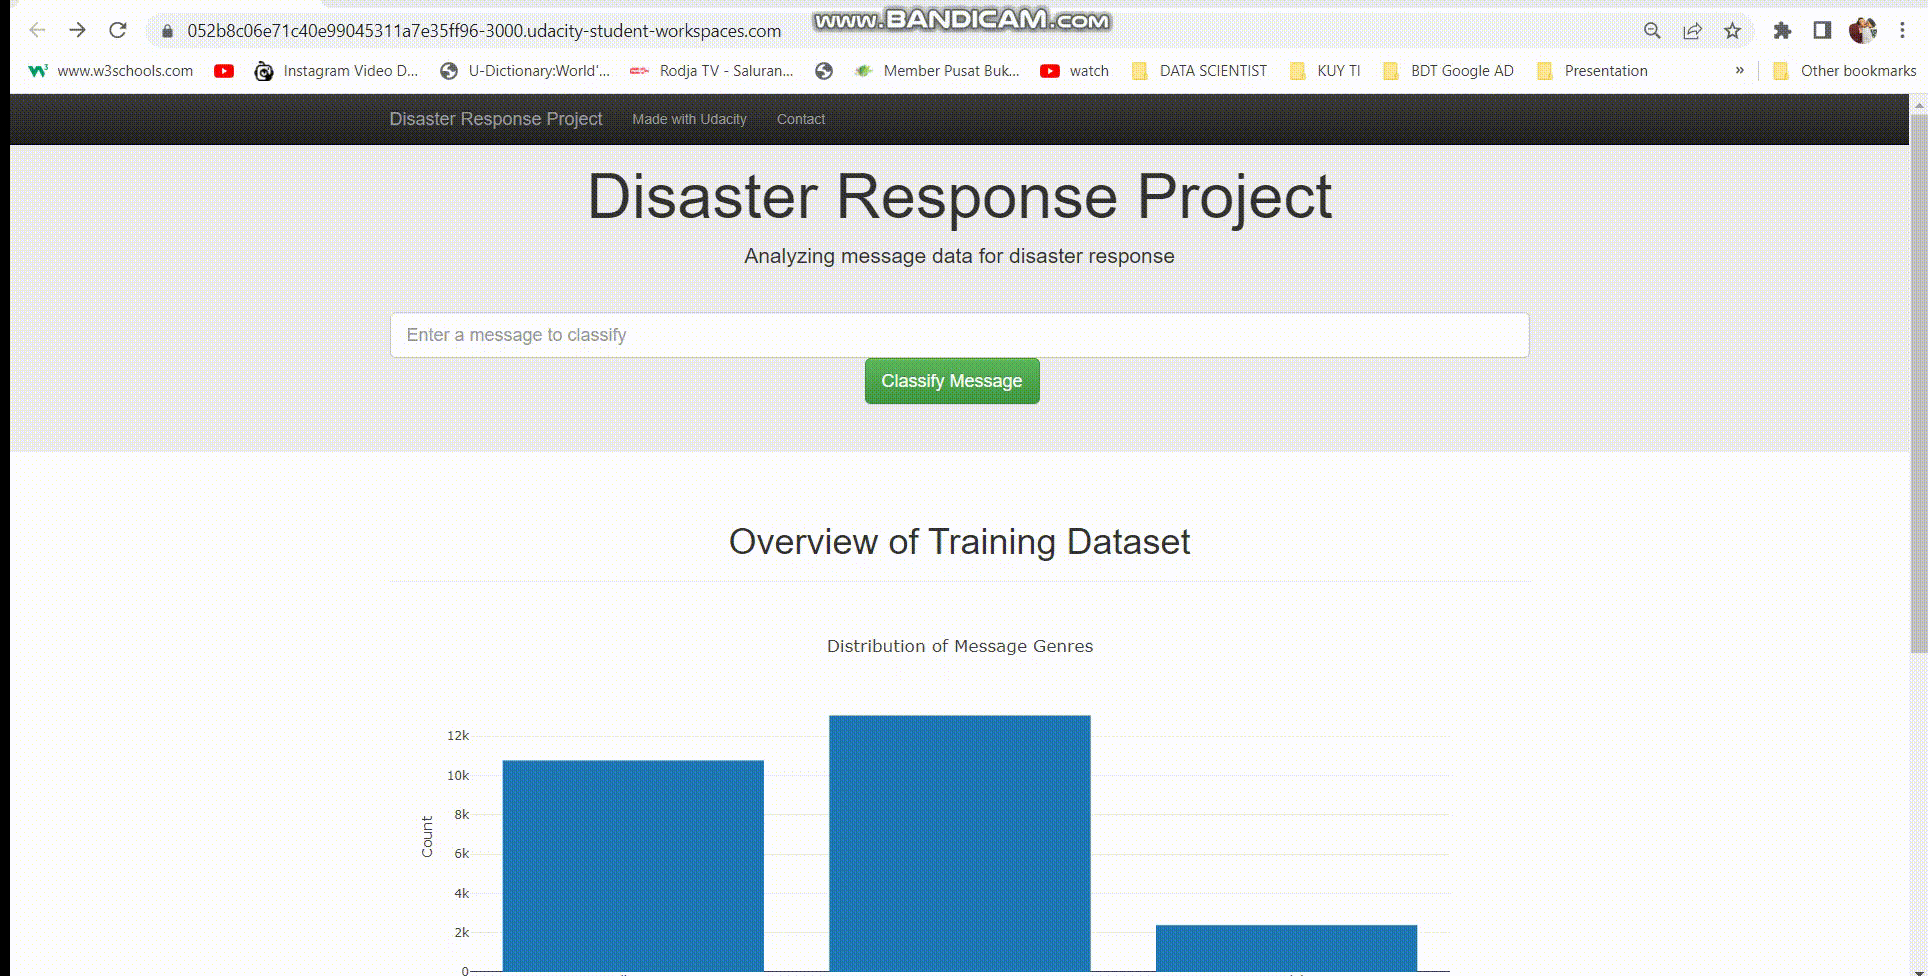 052b8c06e71c40e99045311a7e35ff96-3000.udacity-student-workspaces.com
www.BANDICAM.com
www.w3schools.com Instagram Video D... U-Dictionary:World'... Rodja TV - Saluran... Member Pusat Buk... watch DATA SCIENTIST KUY TI BDT Google AD Presentation » Other bookmarks
Disaster Response Project Made with Udacity Contact
Disaster Response Project
Analyzing message data for disaster response
Enter a message to classify
Classify Message
Overview of Training Dataset
Distribution of Message Genres
12k
10k
8k
6k
4k
2k
0
Count